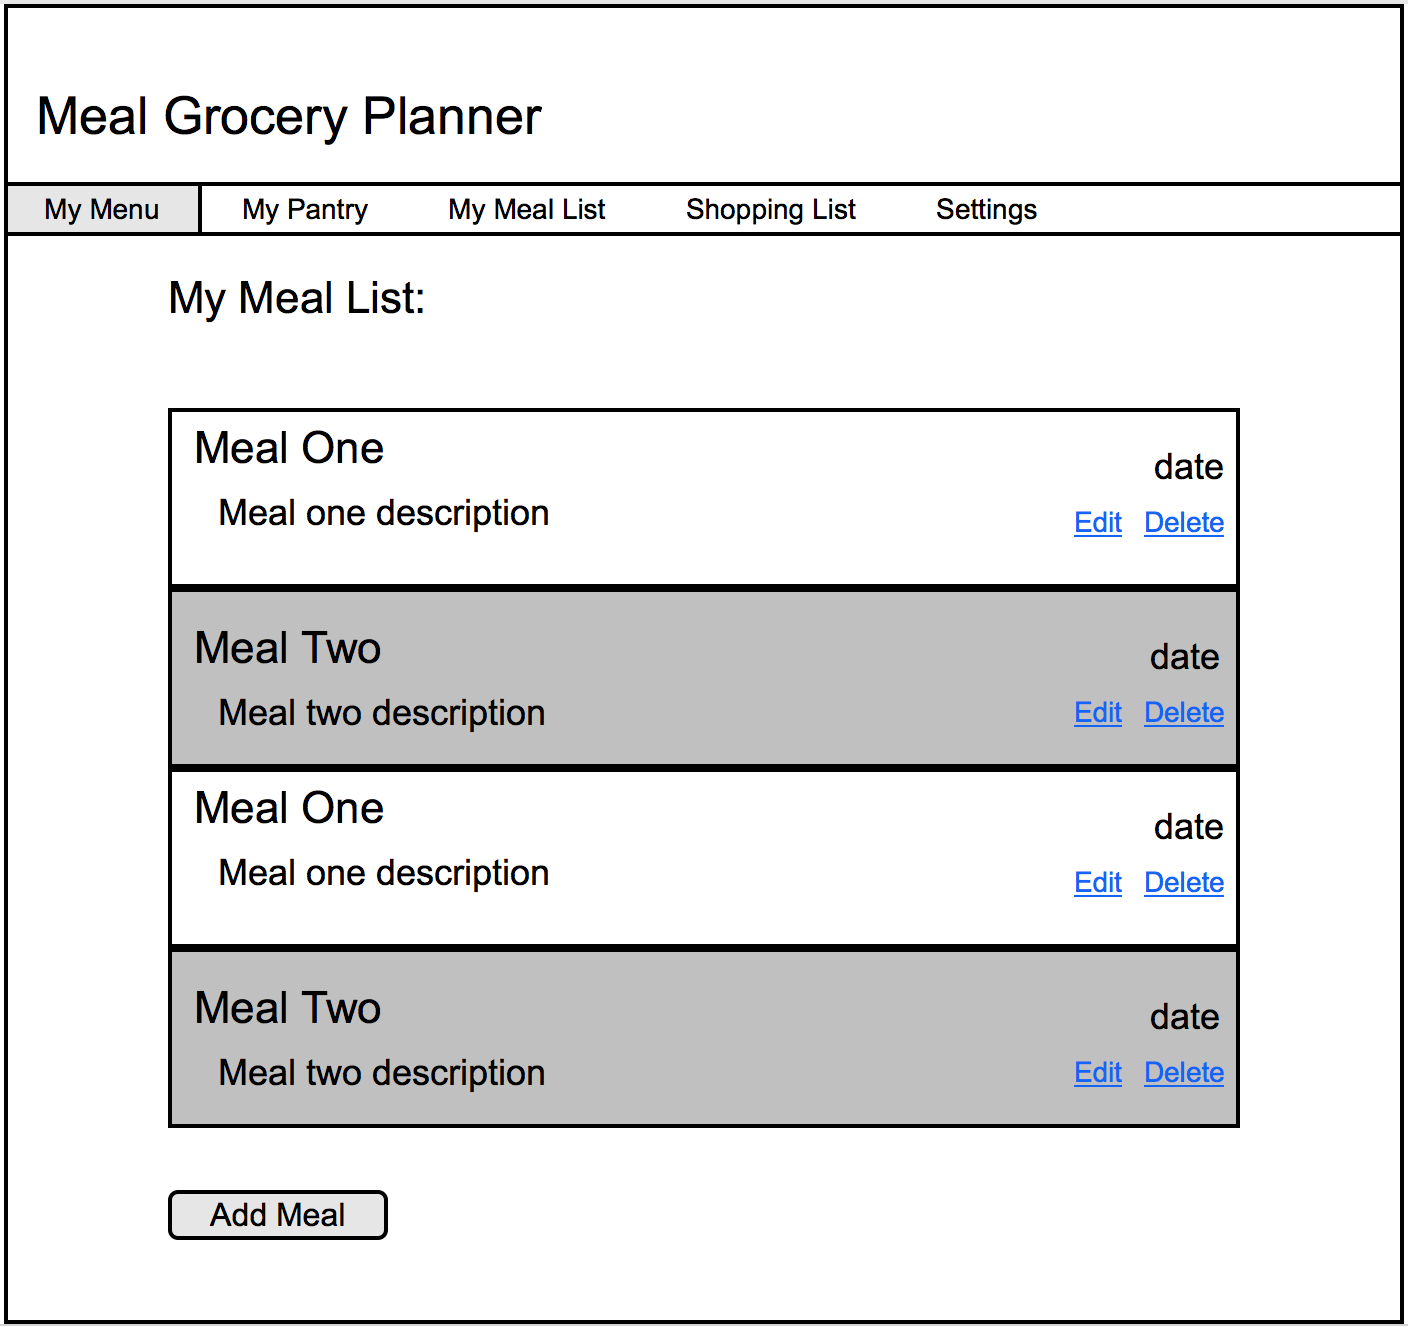 Meal Grocery Planner
My Menu My Pantry My Meal List Shopping List Settings
My Meal List:
Meal One
date
Meal one description
Edit Delete
Meal Two
date
Meal two description
Edit Delete
Meal One
date
Meal one description
Edit Delete
Meal Two
date
Meal two description
Edit Delete
Add Meal